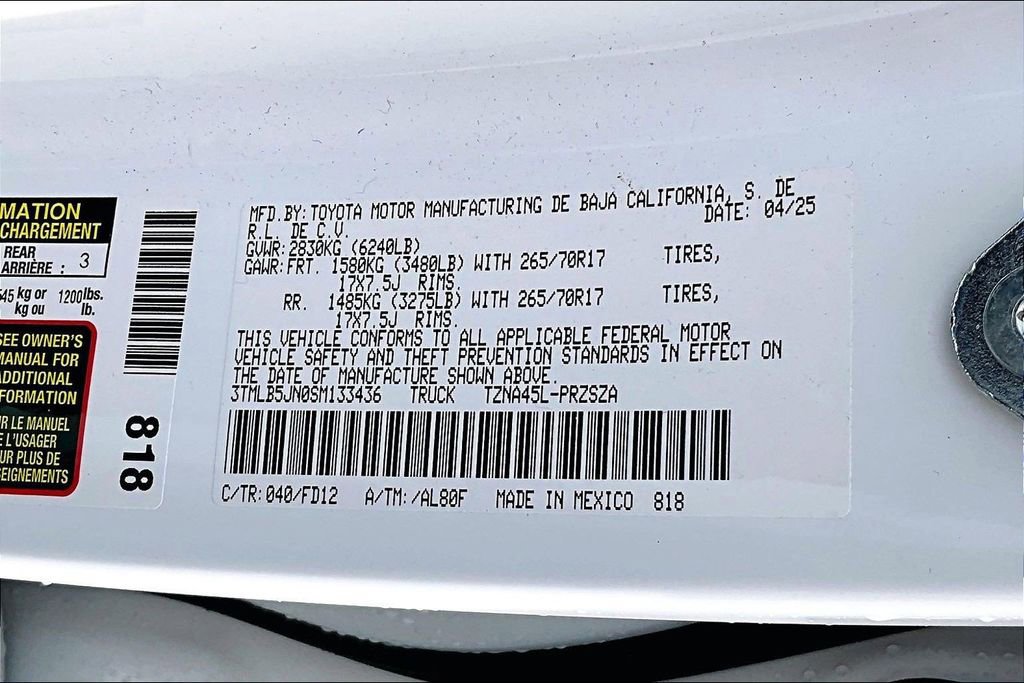 MATION
CHARGEMENT
REAR
ARRIÈRE : 3
545 kg or 1200lbs.
kg ou lb.
SEE OWNER'S
MANUAL FOR
ADDITIONAL
FORMATION
LE MANUEL
L'USAGER
PLUS DE
SEIGNEMENTS
818
MFD. BY: TOYOTA MOTOR MANUFACTURING DE BAJA CALIFORNIA, S. DE
R.L. DE C.V. DATE: 04/25
GVWR: 2830KG (6240LB)
GAWR: FRT. 1580KG (3480LB) WITH 265/70R17 TIRES,
17X7.5J RIMS.
RR. 1485KG (3275LB) WITH 265/70R17 TIRES,
17X7.5J RIMS.
THIS VEHICLE CONFORMS TO ALL APPLICABLE FEDERAL MOTOR
VEHICLE SAFETY AND THEFT PREVENTION STANDARDS IN EFFECT ON
THE DATE OF MANUFACTURE SHOWN ABOVE.
3TMLB5JN0SM133436 TRUCK TZNA45L-PRZSZA
C/TR: 040/FD12 A/TM: /AL80F MADE IN MEXICO 818